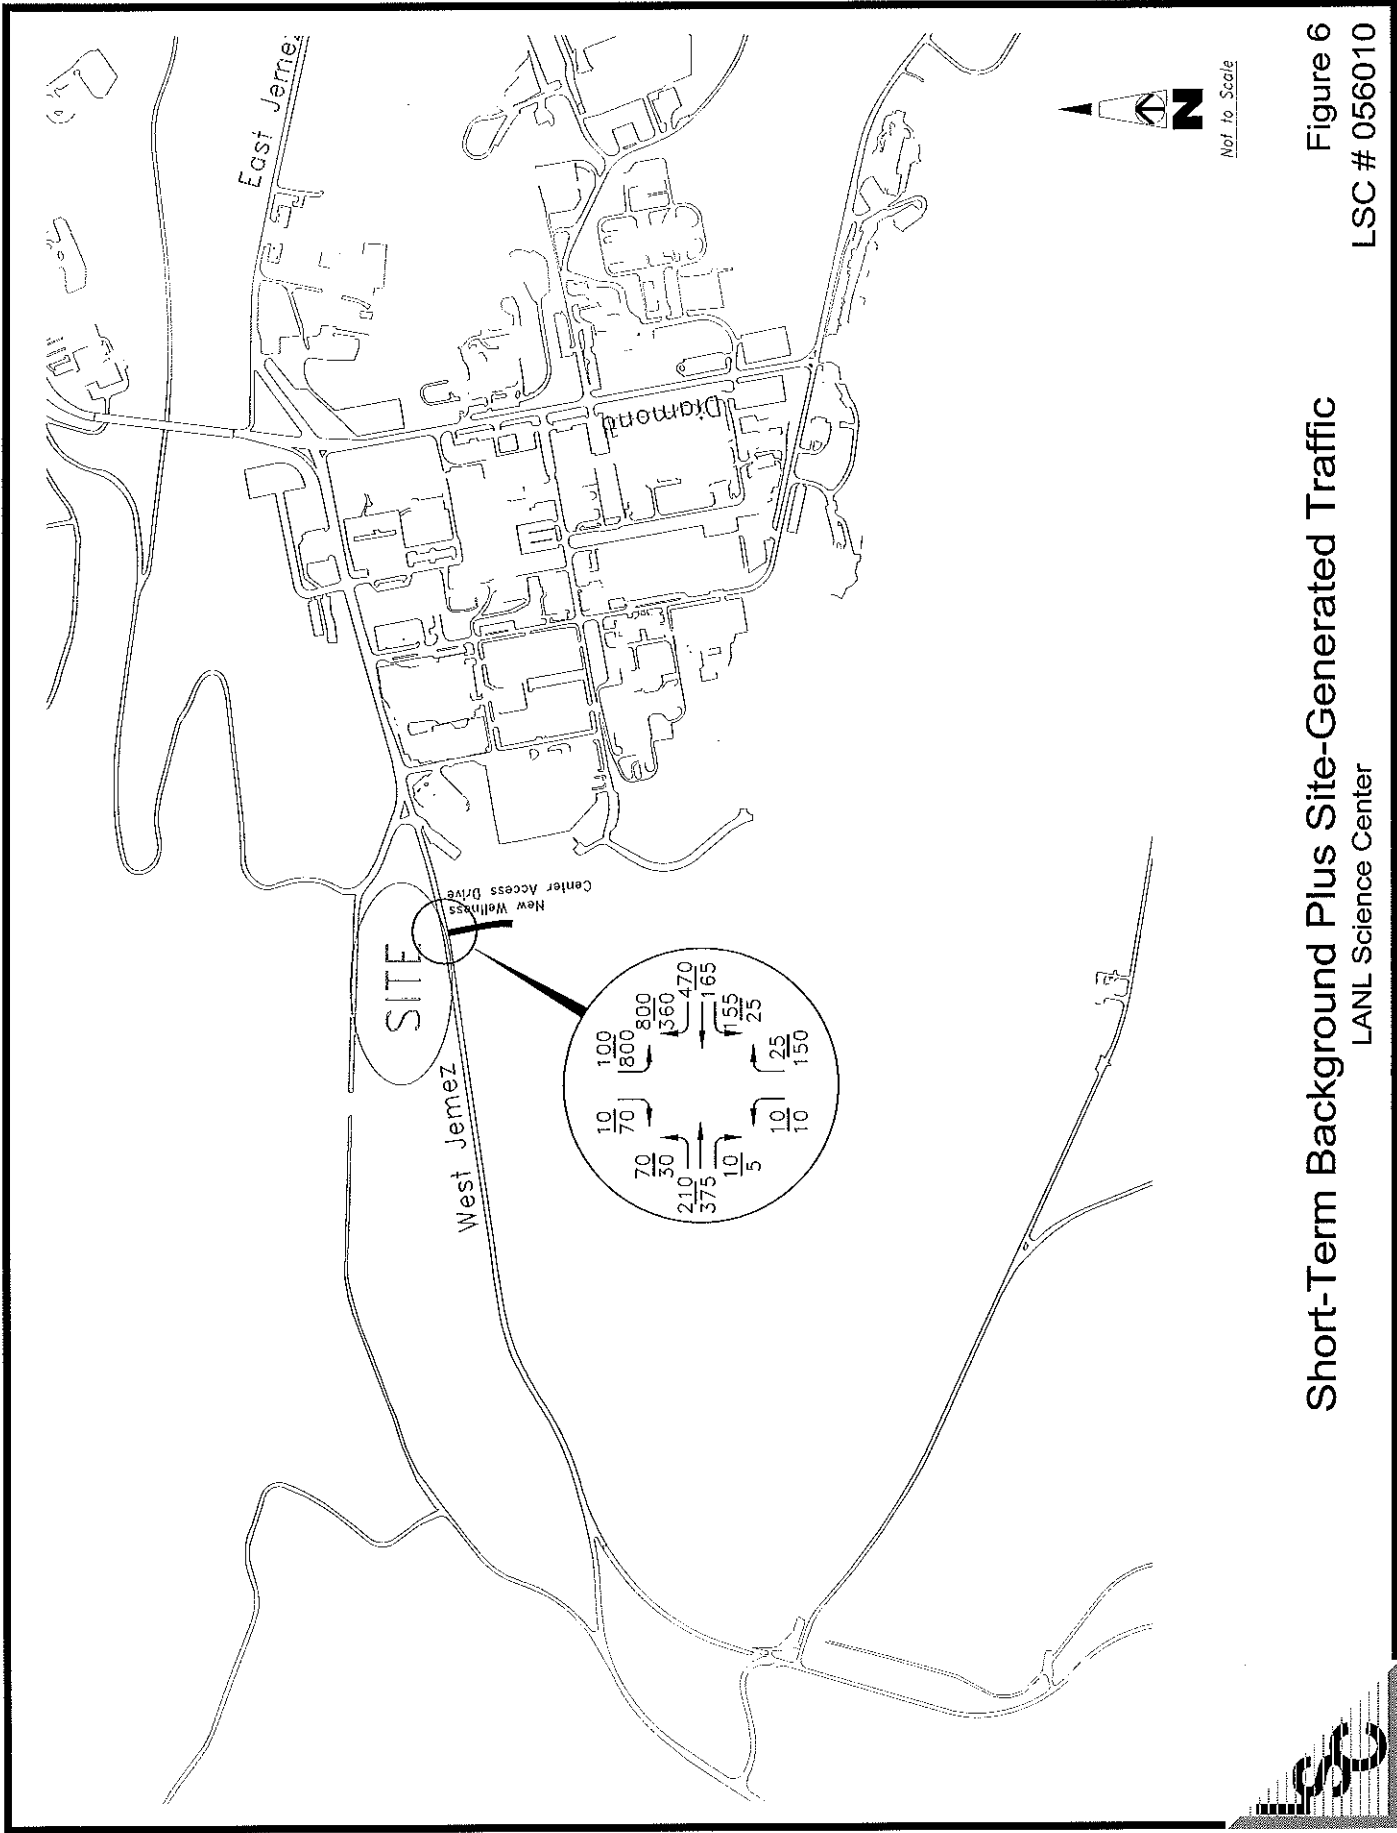 East Jemez
Diamond
SITE
New Wellness
Center Access Drive
West Jemez
100
800
10
70
800
360
470
165
155
25
70
30
210
375
10
5
25
150
10
10
N
Not to Scale
Short-Term Background Plus Site-Generated Traffic
LANL Science Center
Figure 6
LSC # 056010
LSC